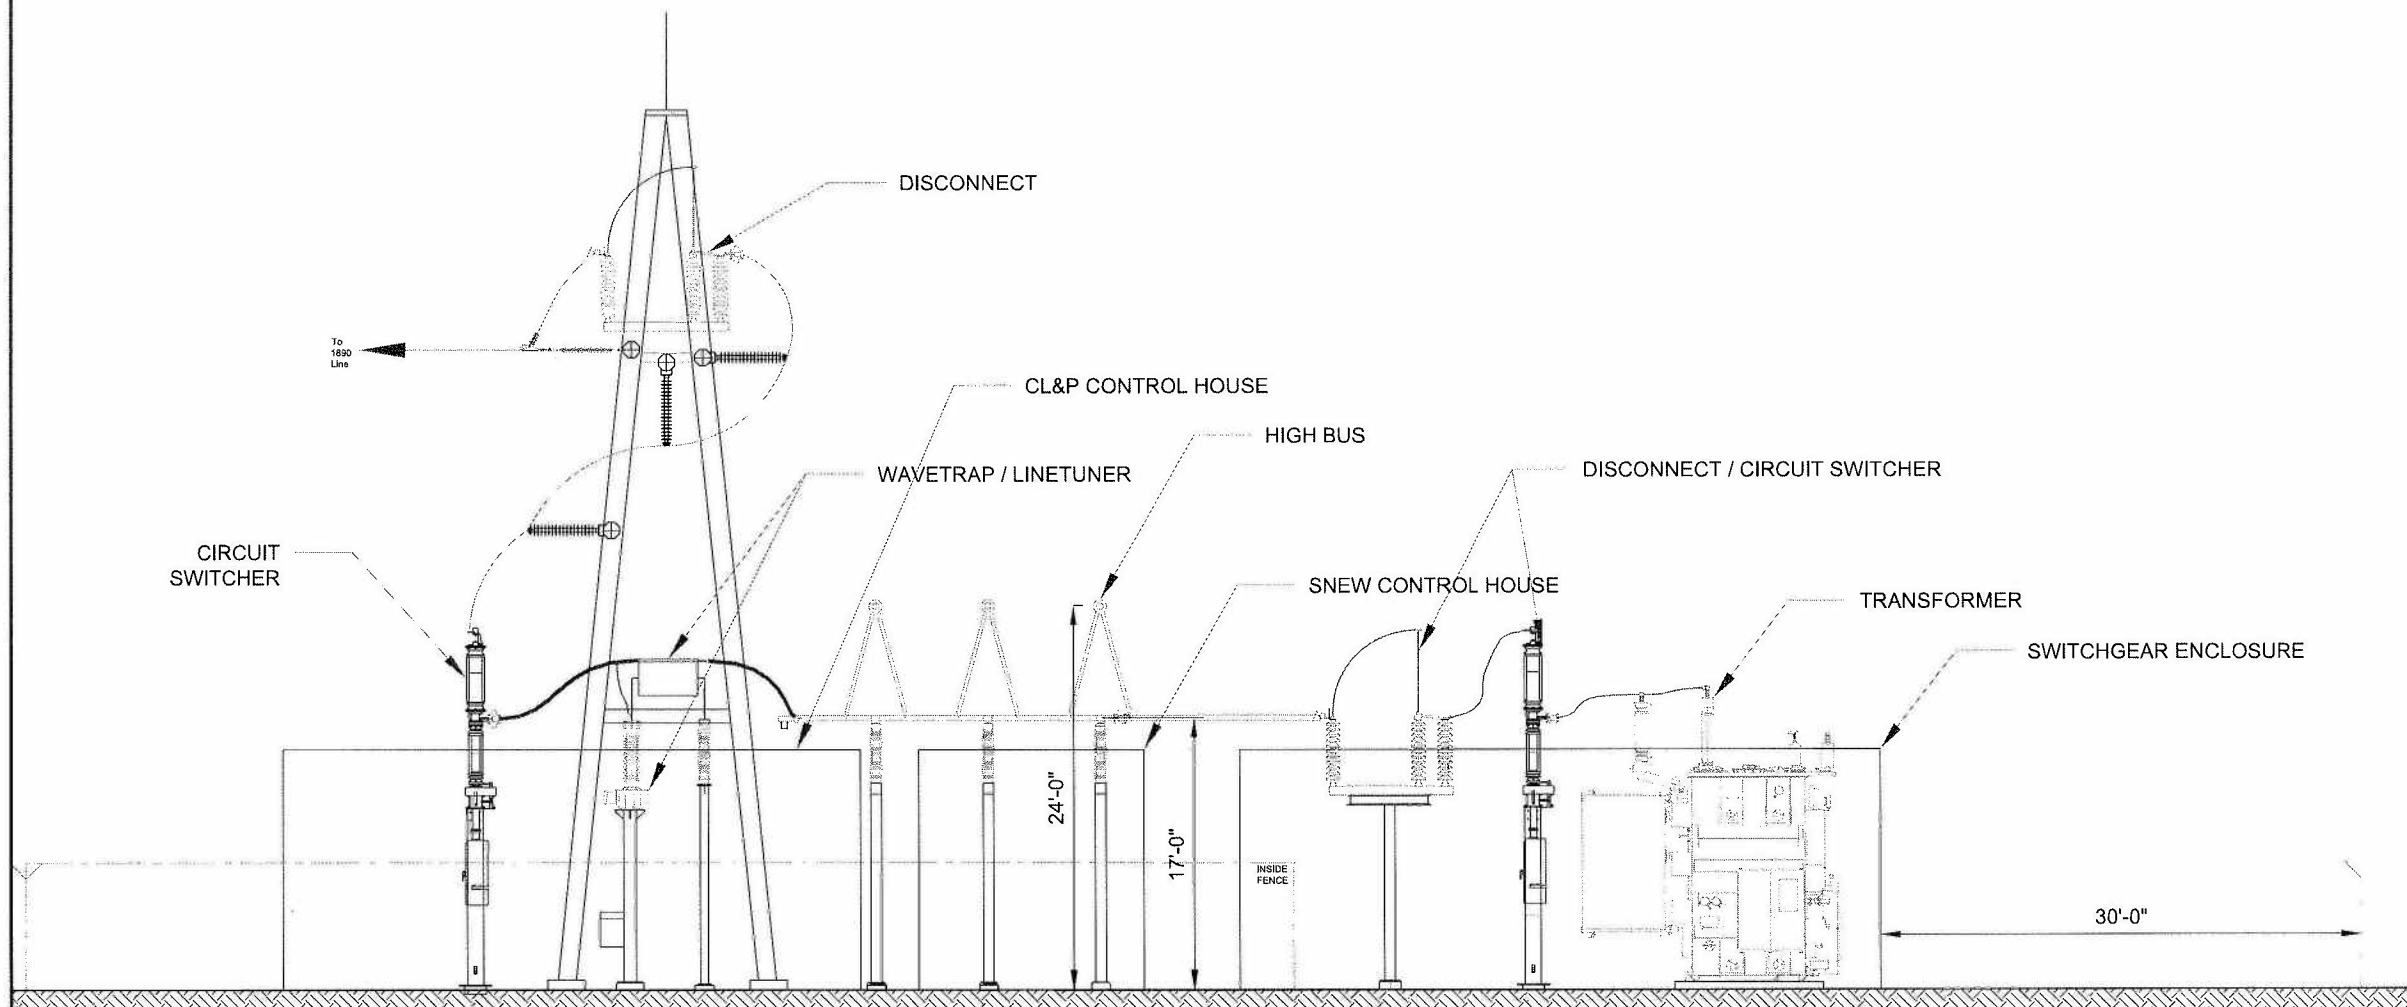 DISCONNECT
To
1890
Line
CL&P CONTROL HOUSE
HIGH BUS
WAVETRAP / LINETUNER
DISCONNECT / CIRCUIT SWITCHER
CIRCUIT
SWITCHER
SNEW CONTROL HOUSE
TRANSFORMER
SWITCHGEAR ENCLOSURE
24'-0"
17'-0"
INSIDE
FENCE
30'-0"